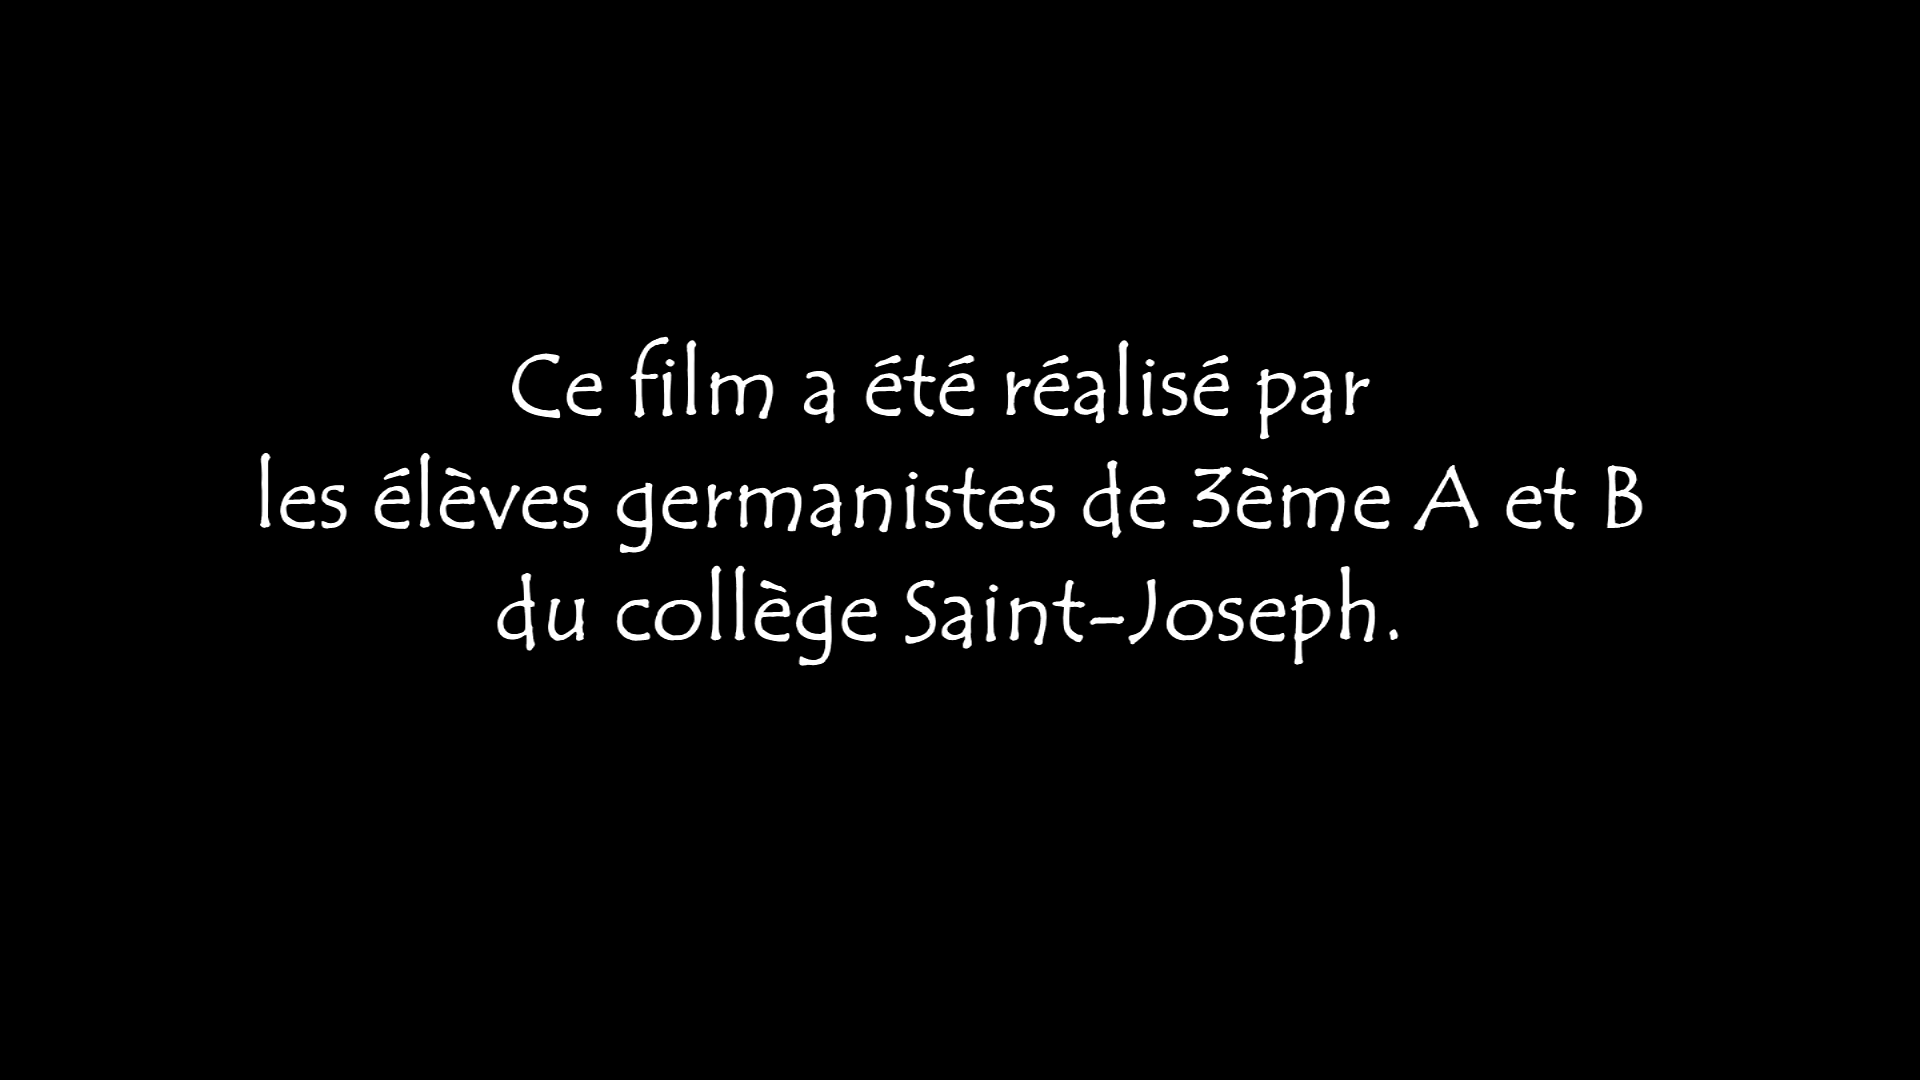 Ce film a été réalisé par
les élèves germanistes de 3ème A et B
du collège Saint-Joseph.